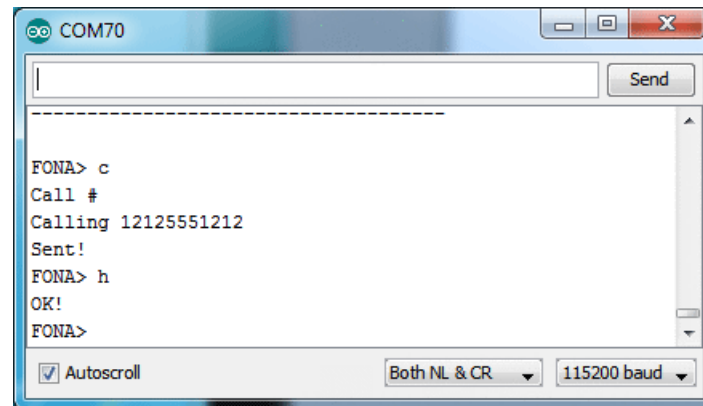 COM70
Send
-------------------------------------
FONA> c
Call #
Calling 12125551212
Sent!
FONA> h
OK!
FONA>
Autoscroll
Both NL & CR
115200 baud